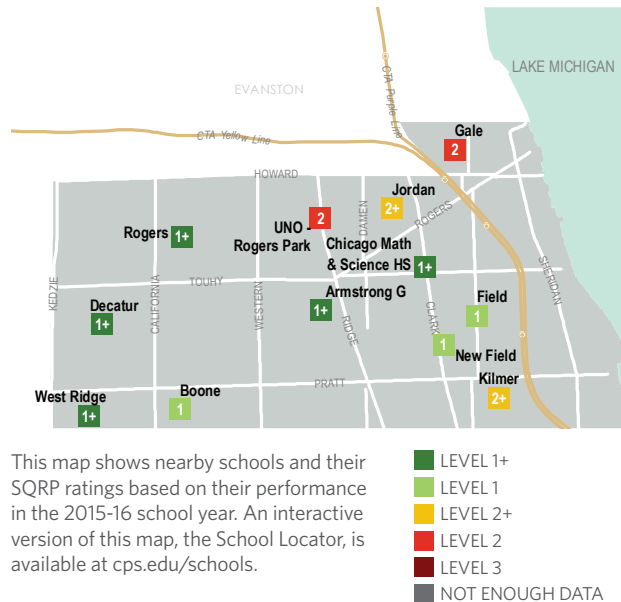 LAKE MICHIGAN
EVANSTON
CTA Purple Line
CTA Yellow Line
Gale
2
HOWARD
Jordan
2+
ROGERS
DAMEN
UNO -
Rogers Park
2
Rogers
1+
Chicago Math
& Science HS
1+
SHERIDAN
KEDZIE
TOUHY
CALIFORNIA
WESTERN
Decatur
1+
Armstrong G
1+
RIDGE
CLARK
Field
1
1
New Field
PRATT
Kilmer
2+
West Ridge
1+
Boone
1
This map shows nearby schools and their
SQRP ratings based on their performance
in the 2015-16 school year. An interactive
version of this map, the School Locator, is
available at cps.edu/schools.
LEVEL 1+
LEVEL 1
LEVEL 2+
LEVEL 2
LEVEL 3
NOT ENOUGH DATA